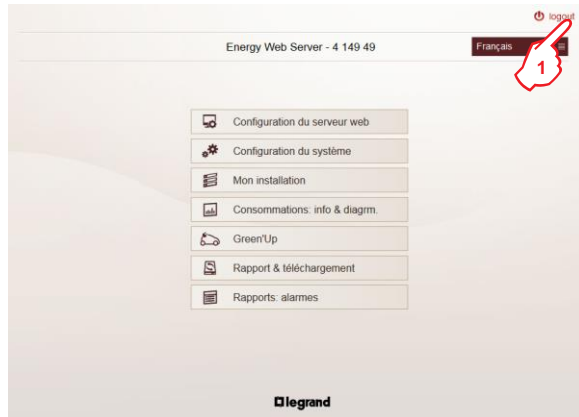 logout
Energy Web Server - 4 149 49
Français
1
Configuration du serveur web
Configuration du système
Mon installation
Consommations: info & diagrm.
Green'Up
Rapport & téléchargement
Rapports: alarmes
legrand